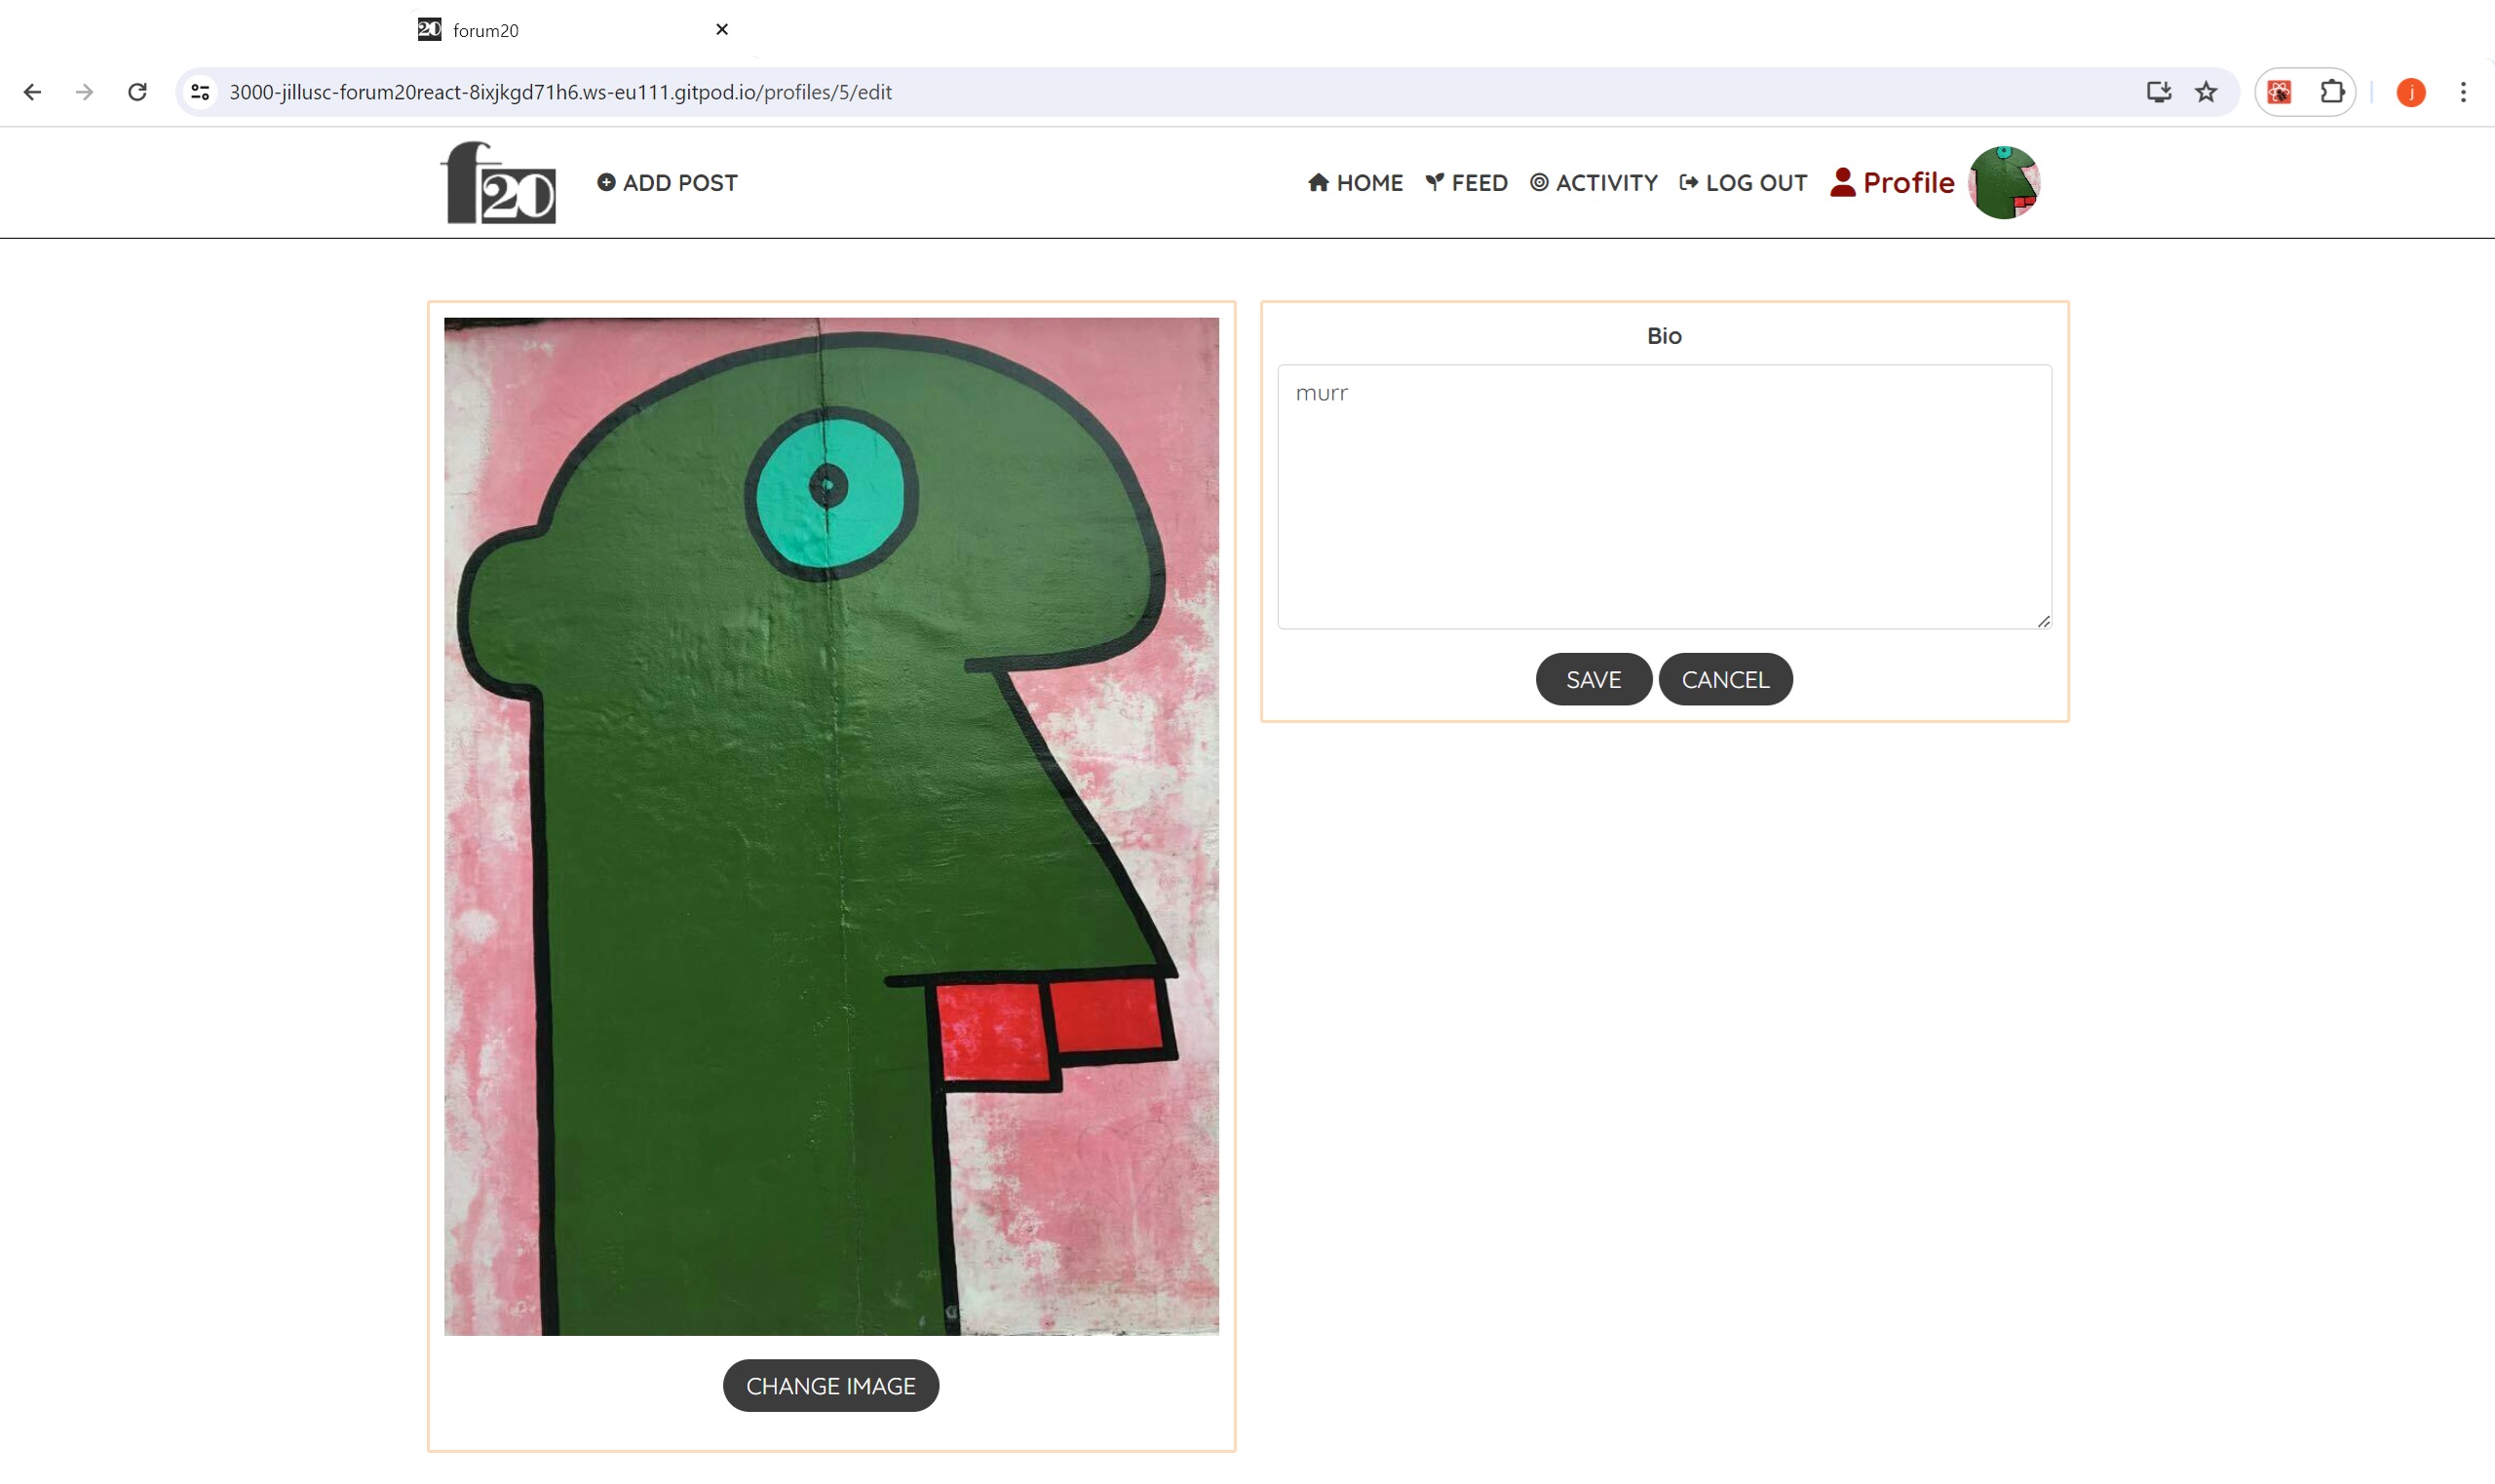 20 forum20
3000-jillusc-forum20react-8ixjkgd71h6.ws-eu111.gitpod.io/profiles/5/edit
j
f20 ADD POST HOME FEED ACTIVITY LOG OUT Profile
Bio
murr
SAVE CANCEL
CHANGE IMAGE